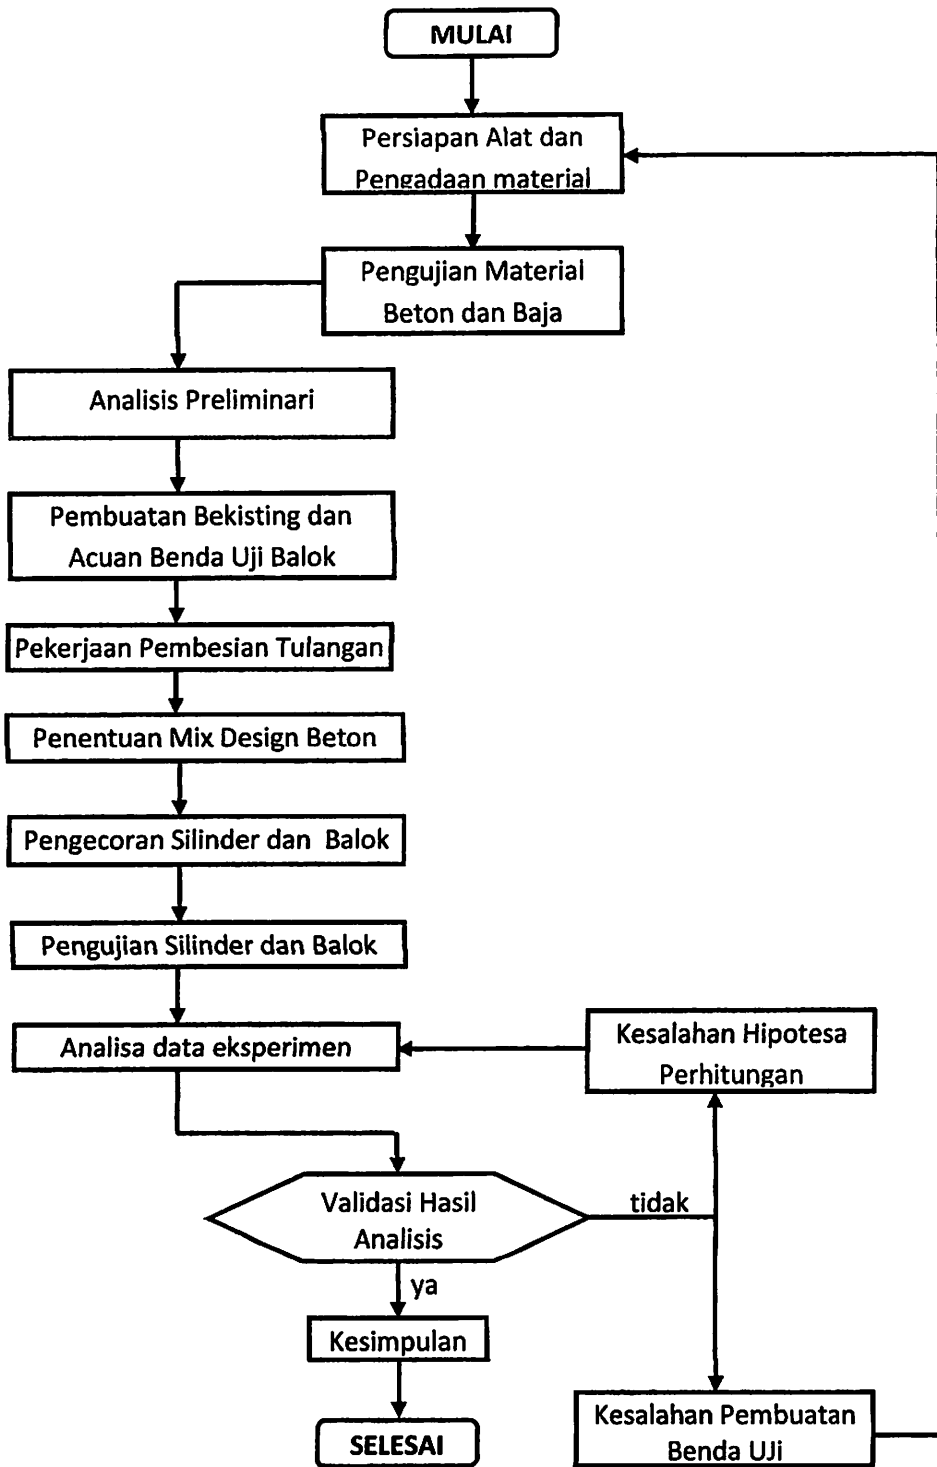 MULAI
Persiapan Alat dan
Pengadaan material
Pengujian Material
Beton dan Baja
Analisis Preliminari
Pembuatan Bekisting dan
Acuan Benda Uji Balok
Pekerjaan Pembesian Tulangan
Penentuan Mix Design Beton
Pengecoran Silinder dan Balok
Pengujian Silinder dan Balok
Analisa data eksperimen
Kesalahan Hipotesa
Perhitungan
Validasi Hasil
Analisis
tidak
ya
Kesimpulan
SELESAI
Kesalahan Pembuatan
Benda UJi